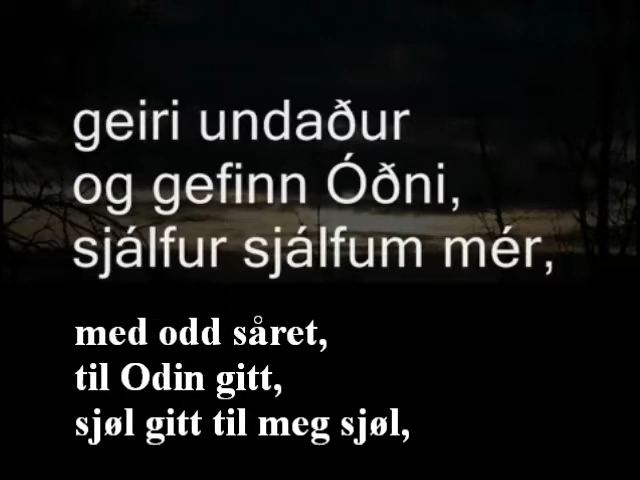 geiri undaður
og gefinn Óðni,
sjálfur sjálfum mér,
med odd såret,
til Odin gitt,
sjøl gitt til meg sjøl,